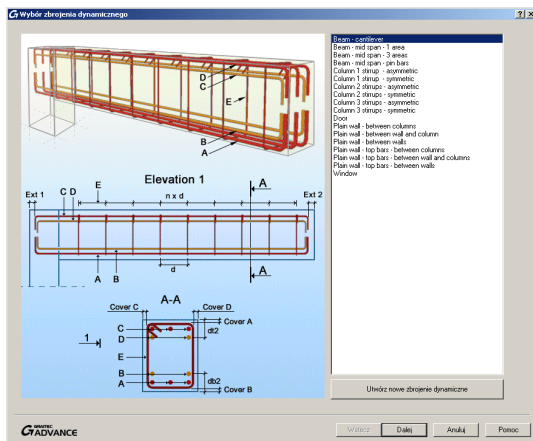 Wybór zbrojenia dynamicznego
D
C
E
B
A
Elevation 1
A
Ext 1
C D
E
n x d
Ext 2
A
B
d
A
A-A
Cover C
Cover D
Cover A
C
D
dt2
1
E
B
A
db2
Cover B
Beam - cantilever
Beam - mid span - 1 area
Beam - mid span - 3 areas
Beam - mid span - pin bars
Column 1 stirrup - asymmetric
Column 1 stirrup - symmetric
Column 2 stirrups - asymmetric
Column 2 stirrups - symmetric
Column 3 stirrups - asymmetric
Column 3 stirrups - symmetric
Door
Plain wall - between columns
Plain wall - between wall and column
Plain wall - between walls
Plain wall - top bars - between columns
Plain wall - top bars - between wall and columns
Plain wall - top bars - between walls
Window
Utwórz nowe zbrojenie dynamiczne
GRAITEC
ADVANCE
Wstecz
Dalej
Anuluj
Pomoc